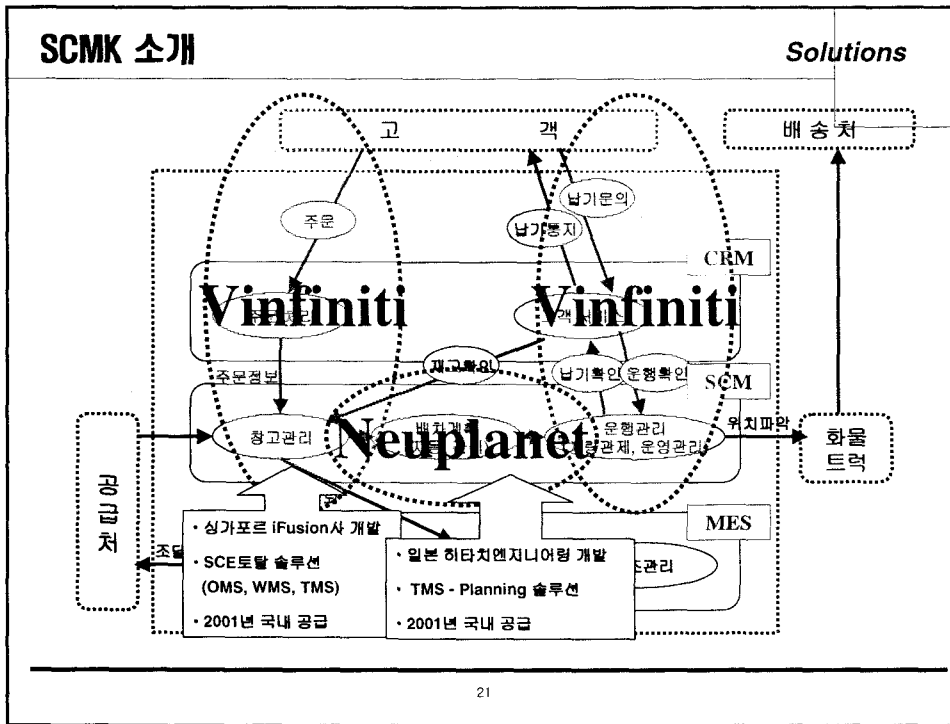 SCMK 소개
Solutions
고 객
배송처
주문
납기문의
납기통지
CRM
Vinfiniti
Vinfiniti
재고확인
주문정보
납기확인
운행확인
SCM
창고관리
Neuplanet
운행관리
관제, 운영관리
위치파악
화물
트럭
공급처
MES
· 싱가포르 iFusion사 개발
· SCE토탈 솔루션
(OMS, WMS, TMS)
· 2001년 국내 공급
· 일본 히타치엔지니어링 개발
· TMS - Planning 솔루션
· 2001년 국내 공급
21